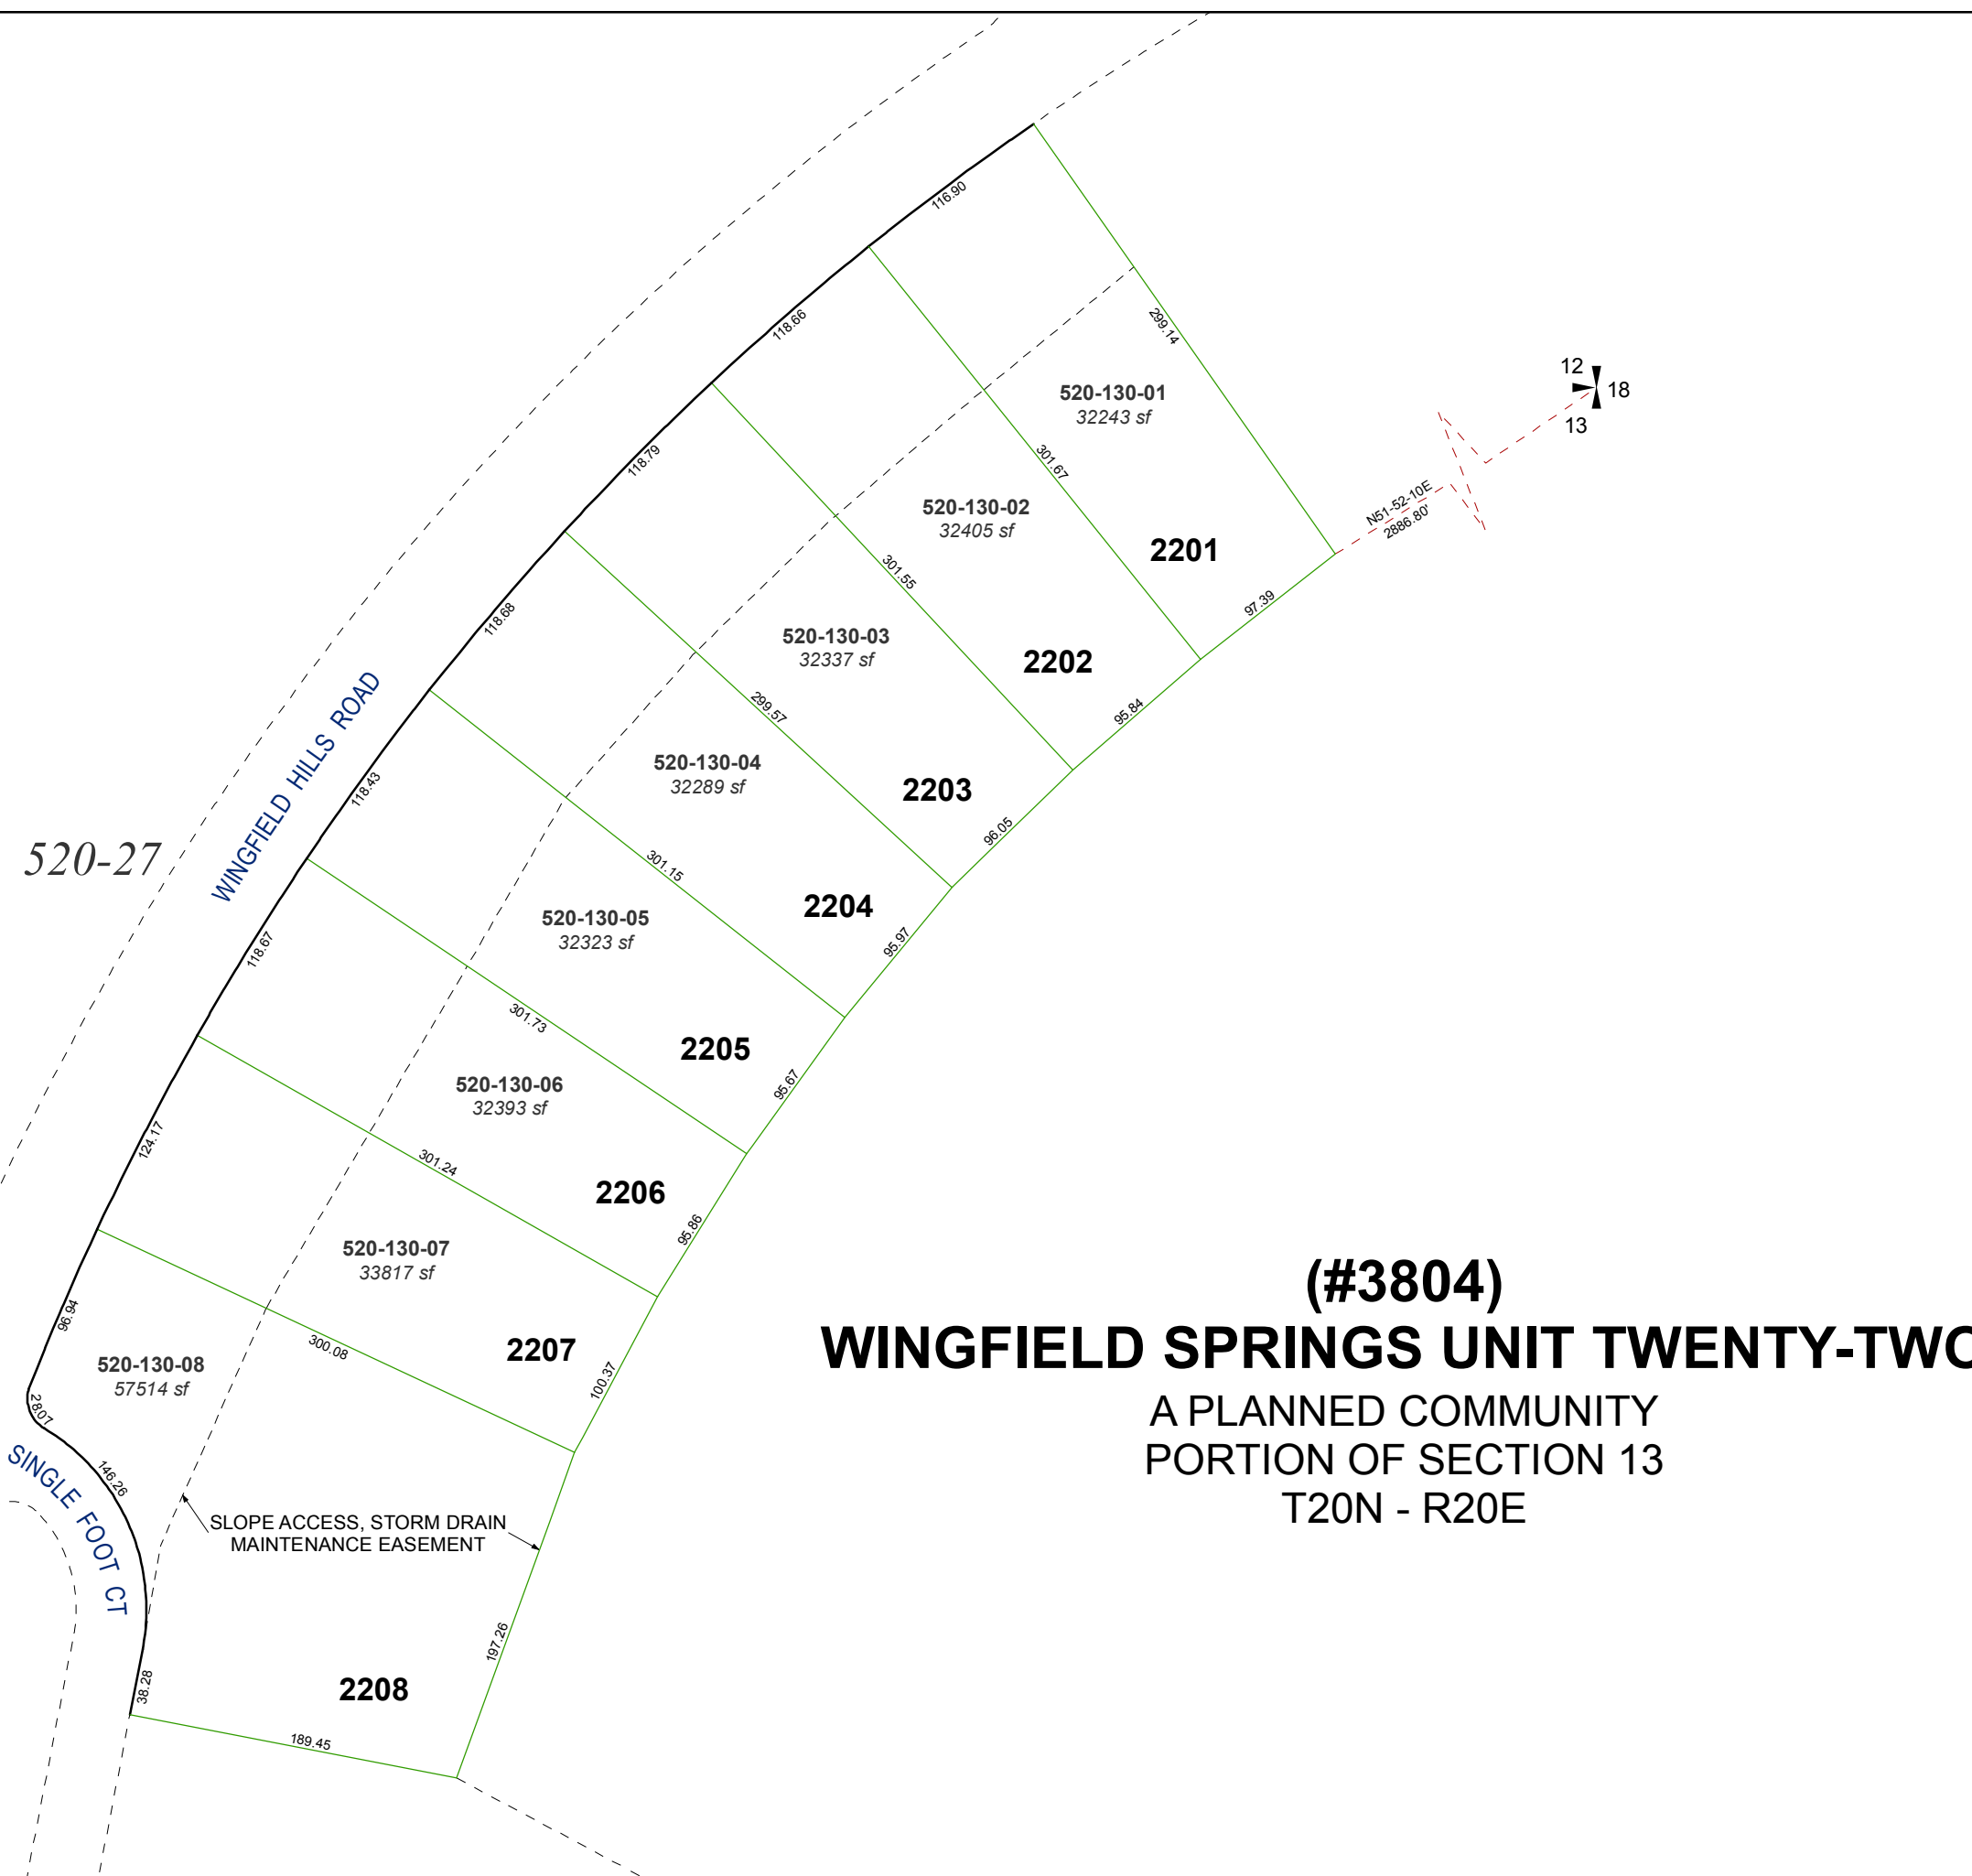 116.90
118.66
299.14
12
18
13
520-130-01
32243 sf
118.79
301.67
N51-52-10E
2886.80'
520-130-02
32405 sf
2201
301.55
97.39
118.68
520-130-03
32337 sf
2202
WINGFIELD HILLS ROAD
299.57
95.84
118.43
520-130-04
32289 sf
2203
96.05
520-27
301.15
2204
118.67
520-130-05
32323 sf
95.97
301.73
2205
95.67
520-130-06
32393 sf
124.17
301.24
2206
95.86
520-130-07
33817 sf
96.94
300.08
2207
100.37
520-130-08
57514 sf
28.07
146.26
SINGLE FOOT CT
SLOPE ACCESS, STORM DRAIN
MAINTENANCE EASEMENT
197.26
38.28
2208
189.45
(#3804)
WINGFIELD SPRINGS UNIT TWENTY-TWO
A PLANNED COMMUNITY
PORTION OF SECTION 13
T20N - R20E